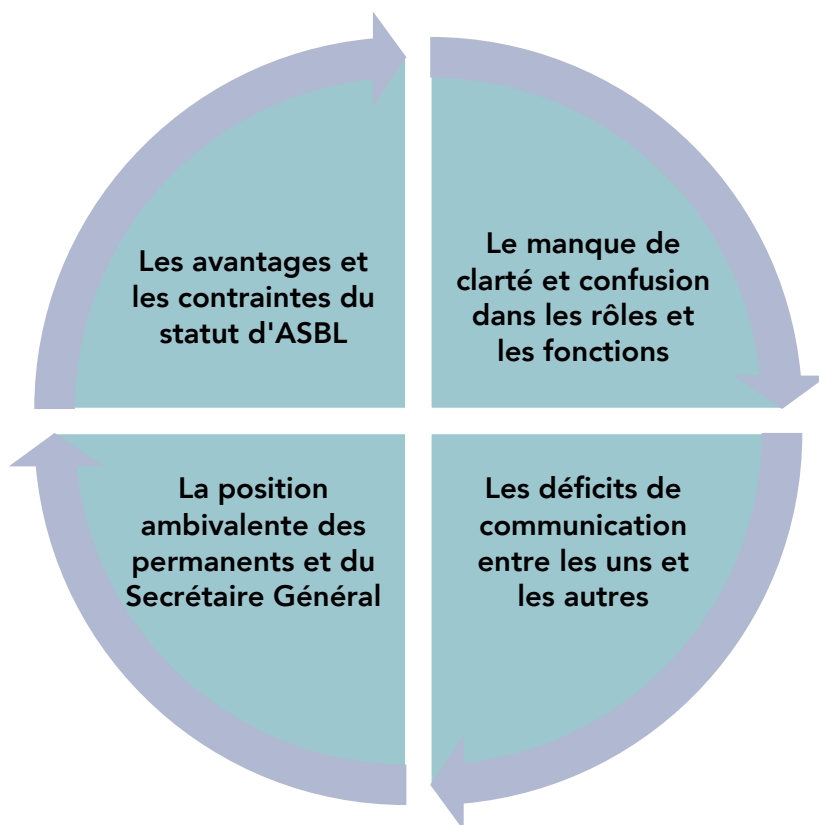 Les avantages et
les contraintes du
statut d'ASBL
Le manque de
clarté et confusion
dans les rôles et
les fonctions
La position
ambivalente des
permanents et du
Secrétaire Général
Les déficits de
communication
entre les uns et
les autres